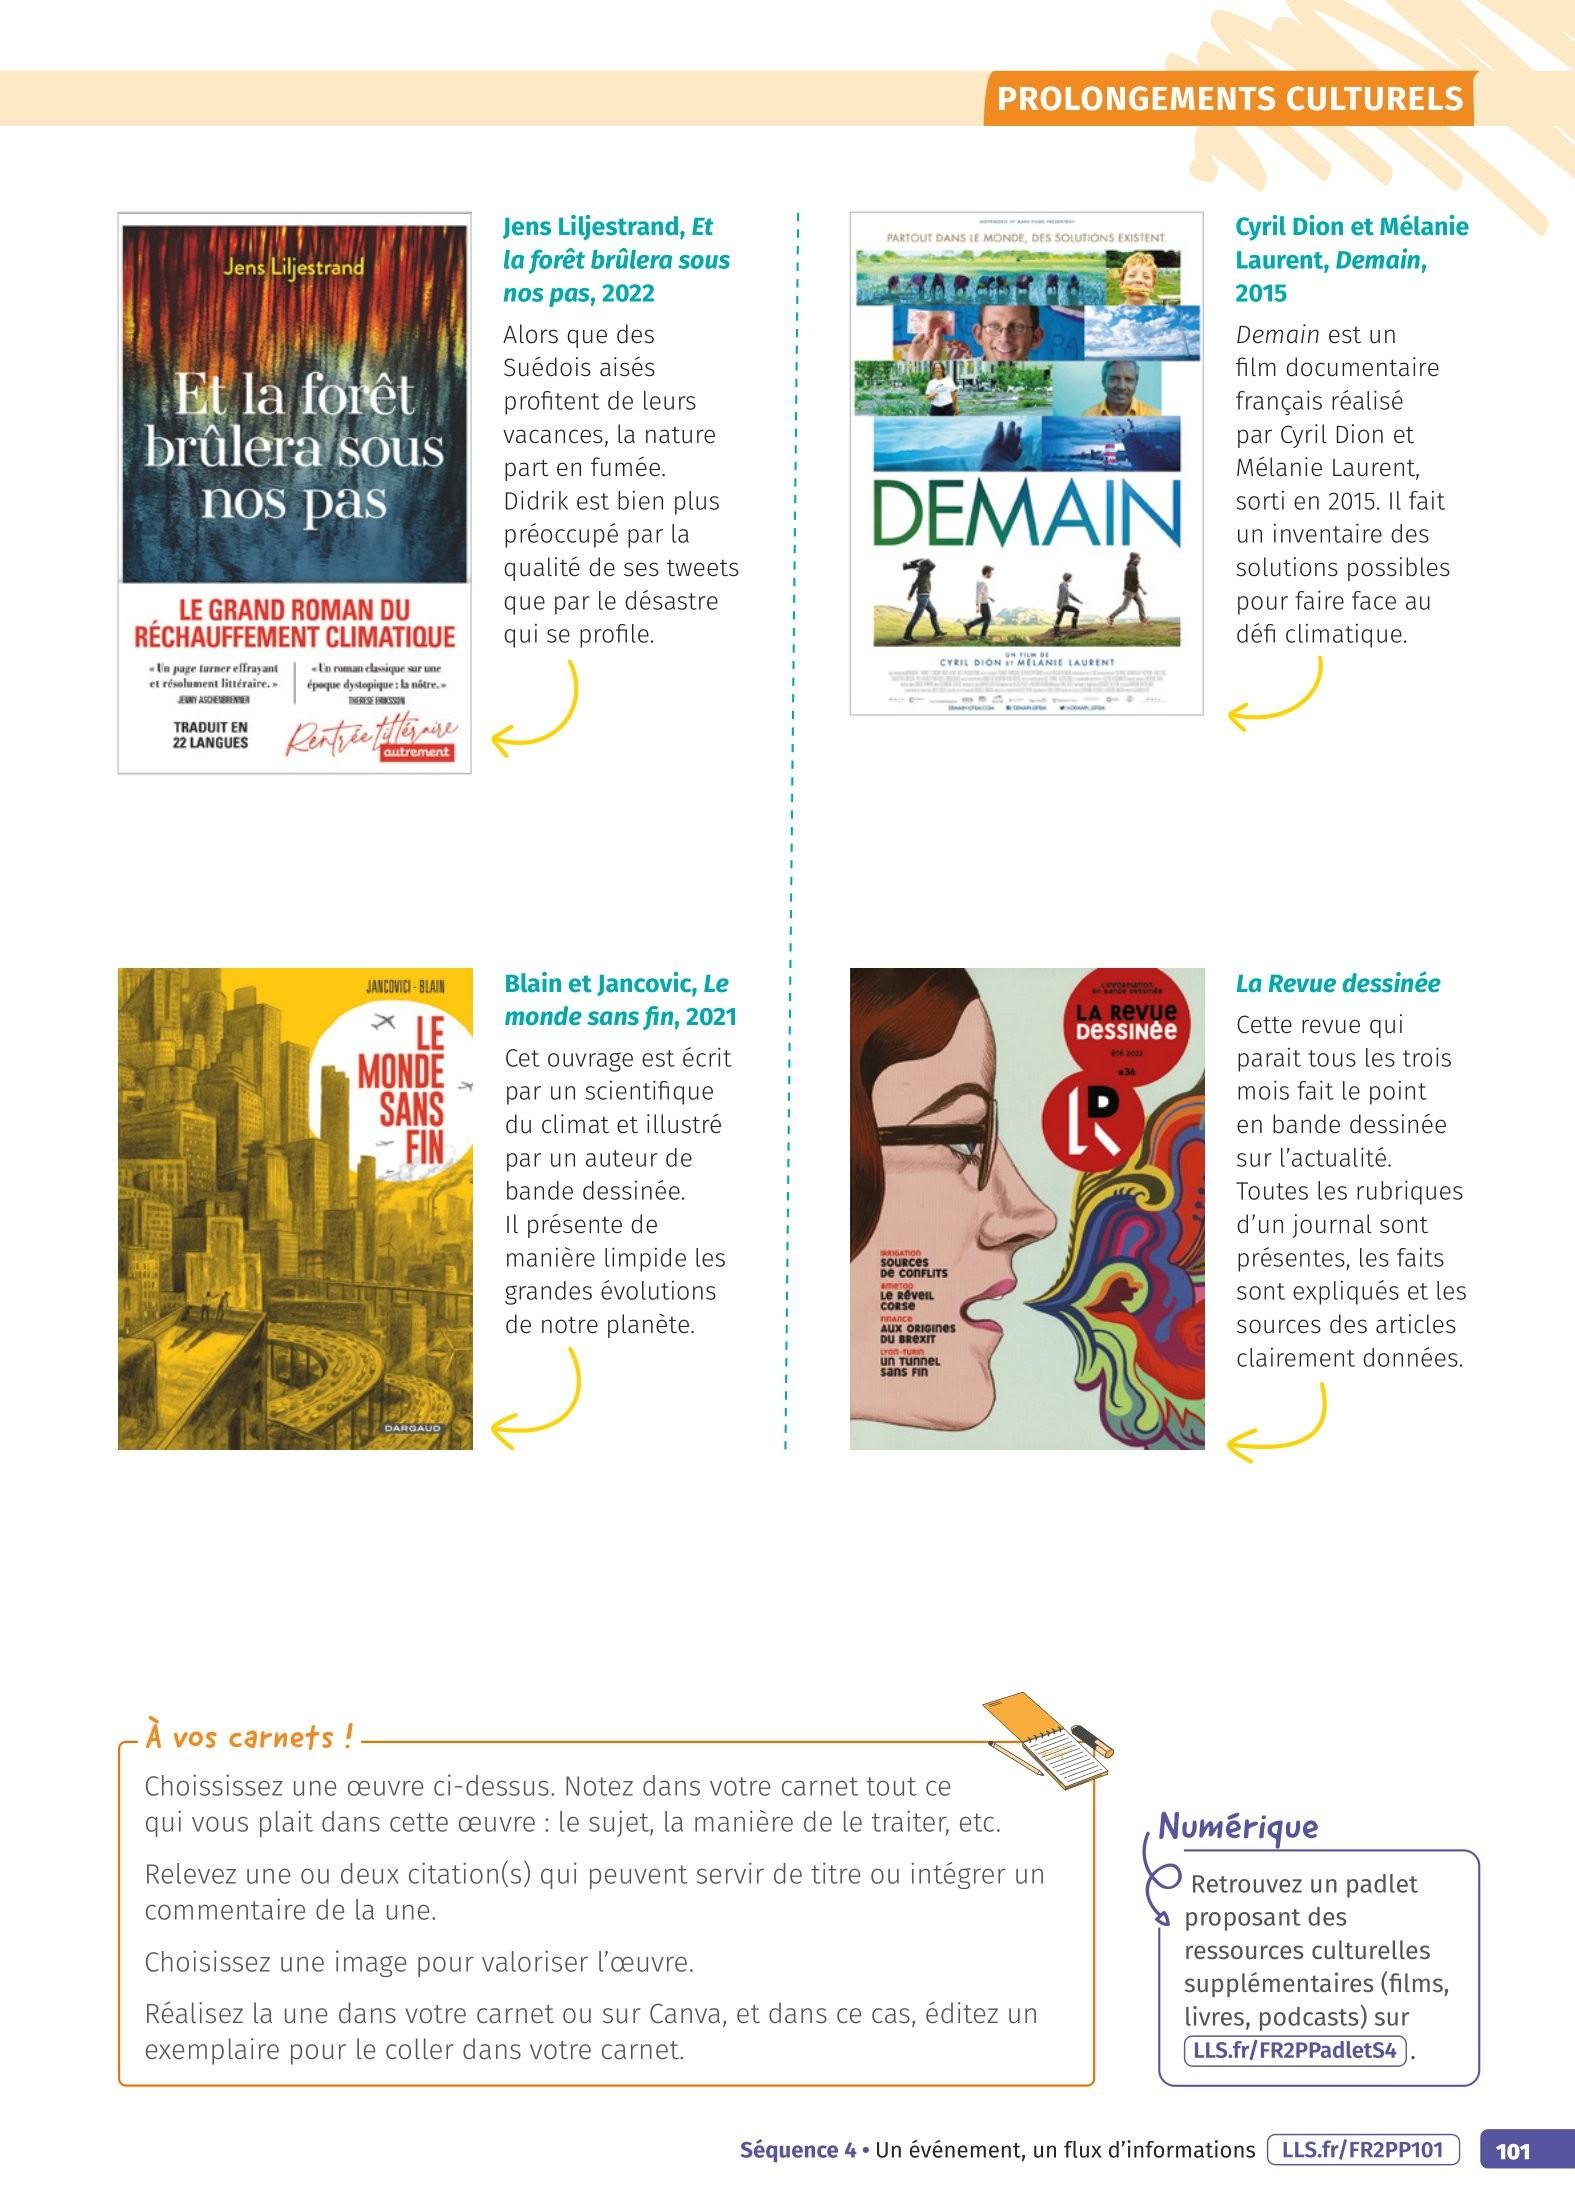 PROLONGEMENTS CULTURELS
Jens Liljestrand
Et la forêt
brûlera sous
nos pas
LE GRAND ROMAN DU
RÉCHAUFFEMENT CLIMATIQUE
« Un page turner effrayant
et résolument littéraire. »
JENNY ASCHENBRENNER
« Un roman classique sur une
époque dystopique : la nôtre. »
THERESE ERIKSSON
TRADUIT EN
22 LANGUES
Rentrée littéraire
autrement
Jens Liljestrand, Et
la forêt brûlera sous
nos pas, 2022
Alors que des
Suédois aisés
profitent de leurs
vacances, la nature
part en fumée.
Didrik est bien plus
préoccupé par la
qualité de ses tweets
que par le désastre
qui se profile.
PARTOUT DANS LE MONDE, DES SOLUTIONS EXISTENT.
DEMAIN
UN FILM DE
CYRIL DION ET MÉLANIE LAURENT
Cyril Dion et Mélanie
Laurent, Demain,
2015
Demain est un
film documentaire
français réalisé
par Cyril Dion et
Mélanie Laurent,
sorti en 2015. Il fait
un inventaire des
solutions possibles
pour faire face au
défi climatique.
JANCOVICI - BLAIN
LE
MONDE
SANS
FIN
DARGAUD
Blain et Jancovic, Le
monde sans fin, 2021
Cet ouvrage est écrit
par un scientifique
du climat et illustré
par un auteur de
bande dessinée.
Il présente de
manière limpide les
grandes évolutions
de notre planète.
L'information
en bande dessinée
LA REVUE
DESSINÉE
été 2022
#36
IRRIGATION
SOURCES
DE CONFLITS
#METOO
LE RÉVEIL
CORSE
FINANCE
AUX ORIGINES
DU BREXIT
LYON-TURIN
UN TUNNEL
SANS FIN
La Revue dessinée
Cette revue qui
parait tous les trois
mois fait le point
en bande dessinée
sur l'actualité.
Toutes les rubriques
d'un journal sont
présentes, les faits
sont expliqués et les
sources des articles
clairement données.
À vos carnets !
Choississez une œuvre ci-dessus. Notez dans votre carnet tout ce
qui vous plait dans cette œuvre : le sujet, la manière de le traiter, etc.
Relevez une ou deux citation(s) qui peuvent servir de titre ou intégrer un
commentaire de la une.
Choisissez une image pour valoriser l'œuvre.
Réalisez la une dans votre carnet ou sur Canva, et dans ce cas, éditez un
exemplaire pour le coller dans votre carnet.
Numérique
Retrouvez un padlet
proposant des
ressources culturelles
supplémentaires (films,
livres, podcasts) sur
LLS.fr/FR2PPadletS4 .
Séquence 4 • Un événement, un flux d'informations LLS.fr/FR2PP101 101